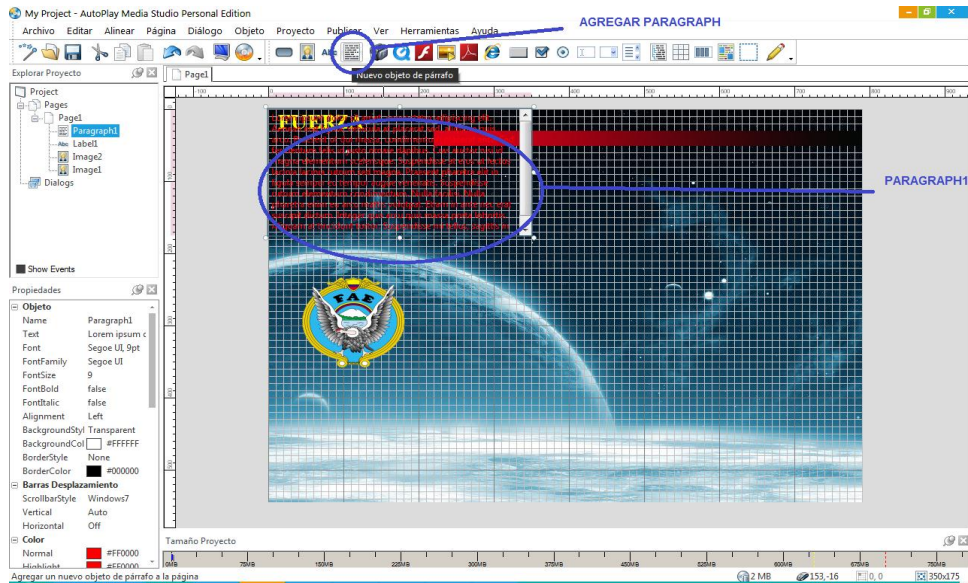 My Project - AutoPlay Media Studio Personal Edition
AGREGAR PARAGRAPH
Archivo Editar Alinear Página Diálogo Objeto Proyecto Publicar Ver Herramientas Ayuda
Abc
Nuevo objeto de párrafo
Explorar Proyecto
Page1
Project
Pages
Page1
Paragraph1
Abc Label1
Image2
Image1
Dialogs
Show Events
FUERZA
PARAGRAPH1
FAE
Propiedades
Objeto
Name Paragraph1
Text Lorem ipsum
Font Segoe UI, 9pt
FontFamily Segoe UI
FontSize 9
FontBold false
FontItalic false
Alignment Left
BackgroundStyl Transparent
BackgroundCol #FFFFFF
BorderStyle None
BorderColor #000000
Barras Desplazamiento
ScrollbarStyle Windows7
Vertical Auto
Horizontal Off
Color
Normal #FF0000
Highlight #FF0000
Tamaño Proyecto
0MB 75MB 150MB 225MB 300MB 375MB 450MB 525MB 600MB 675MB 750MB
Agregar un nuevo objeto de párrafo a la página
2 MB 153,-16 0, 0 350x175